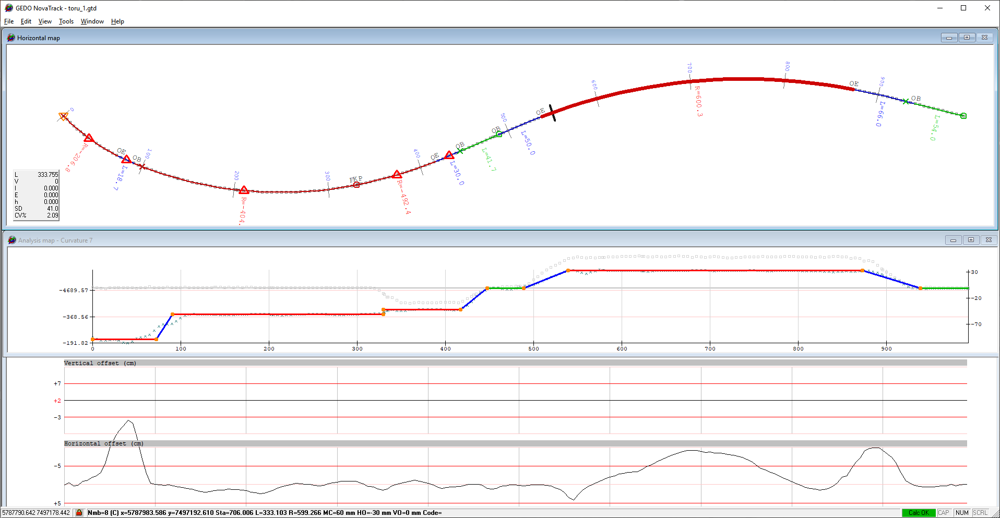 GEDO NovaTrack - toru_1.gtd
File Edit View Tools Window Help
Horizontal map
0
R=-206.8
OE
L=18.7
OB
100
200
R=-404.
300
FKP
R=-492.4
400
OE
L=30.0
OB
L=41.7
OB
500
L=50.0
OE
600
700
R=600.3
800
OE
900
L=66.0
OB
L=54.0
L 333.755
V 0
I 0.000
E 0.000
h 0.000
SD 41.0
CV% 2.09
Analysis map - Curvature 7
-4689.57
-368.56
-191.82
30
-20
-70
0 100 200 300 400 500 600 700 800 900
Vertical offset (cm)
+7
+2
-3
Horizontal offset (cm)
-5
+5
5787790.642 7497178.442 Nmb=8 (C) x=5787983.586 y=7497192.610 Sta=706.006 L=333.103 R=599.266 MC=60 mm HO=-30 mm VO=0 mm Code= Calc OK CAP NUM SCRL